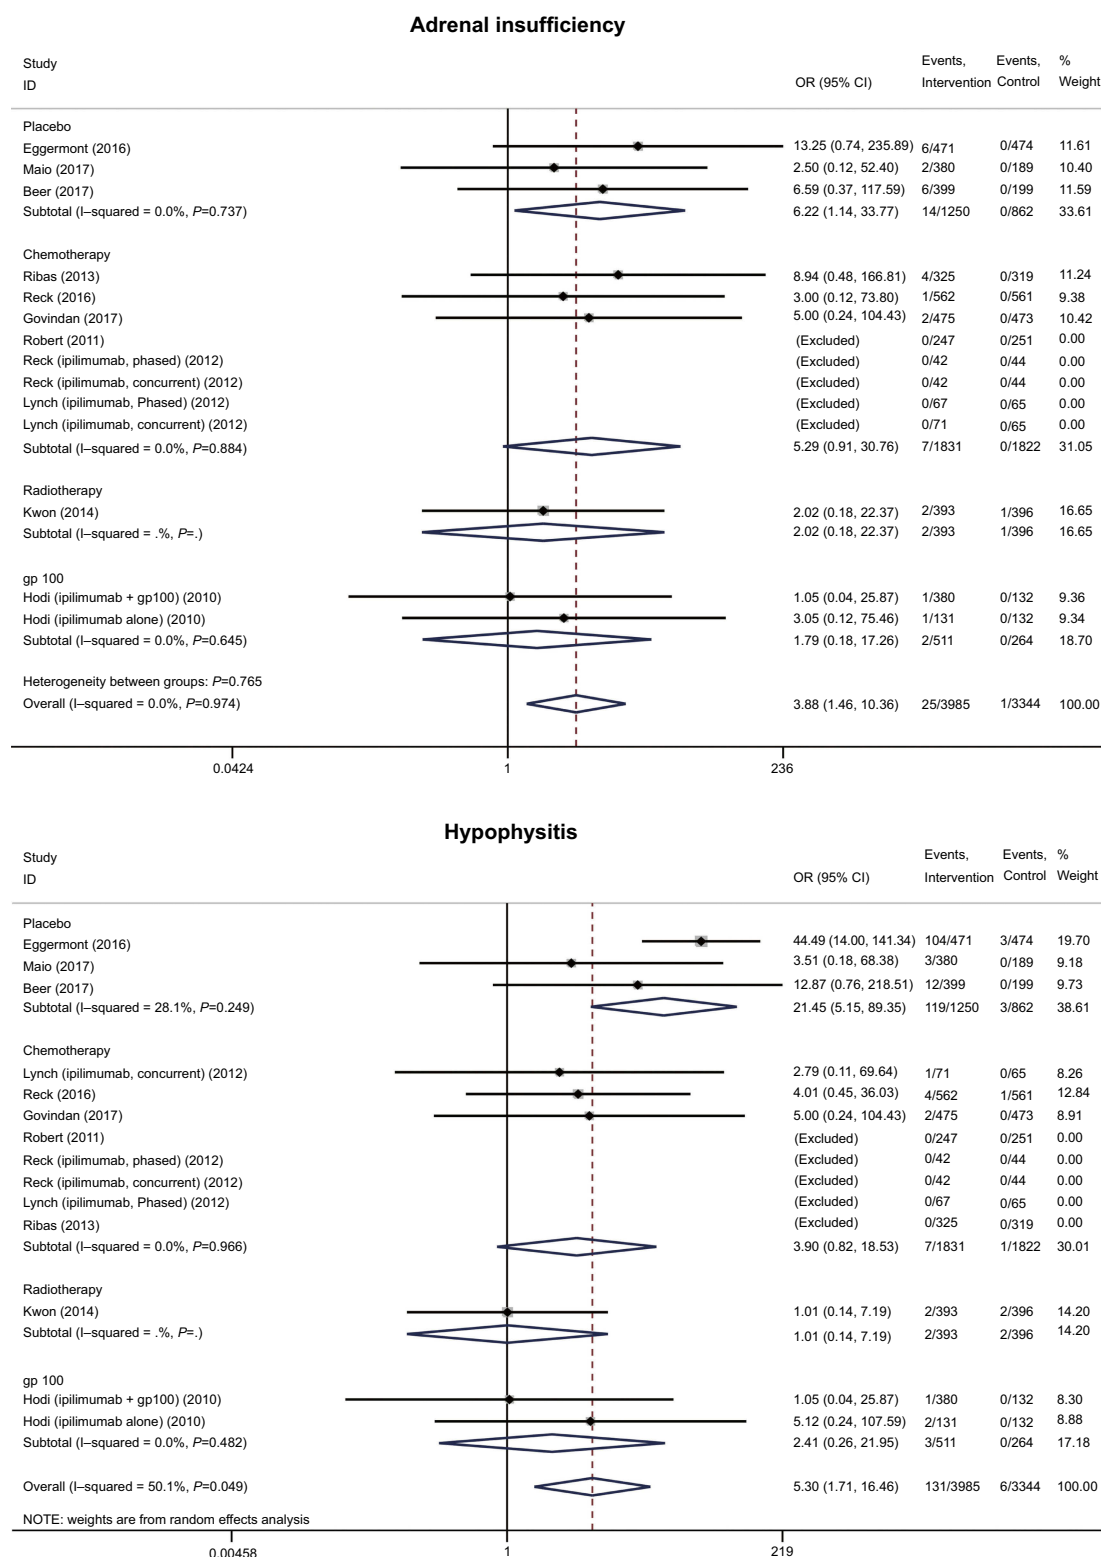 Adrenal insufficiency
Study Events, Events, %
ID OR (95% CI) Intervention Control Weight
Placebo
Eggermont (2016) 13.25 (0.74, 235.89) 6/471 0/474 11.61
Maio (2017) 2.50 (0.12, 52.40) 2/380 0/189 10.40
Beer (2017) 6.59 (0.37, 117.59) 6/399 0/199 11.59
Subtotal (I–squared = 0.0%, P=0.737) 6.22 (1.14, 33.77) 14/1250 0/862 33.61
Chemotherapy
Ribas (2013) 8.94 (0.48, 166.81) 4/325 0/319 11.24
Reck (2016) 3.00 (0.12, 73.80) 1/562 0/561 9.38
Govindan (2017) 5.00 (0.24, 104.43) 2/475 0/473 10.42
Robert (2011) (Excluded) 0/247 0/251 0.00
Reck (ipilimumab, phased) (2012) (Excluded) 0/42 0/44 0.00
Reck (ipilimumab, concurrent) (2012) (Excluded) 0/42 0/44 0.00
Lynch (ipilimumab, Phased) (2012) (Excluded) 0/67 0/65 0.00
Lynch (ipilimumab, concurrent) (2012) (Excluded) 0/71 0/65 0.00
Subtotal (I–squared = 0.0%, P=0.884) 5.29 (0.91, 30.76) 7/1831 0/1822 31.05
Radiotherapy
Kwon (2014) 2.02 (0.18, 22.37) 2/393 1/396 16.65
Subtotal (I–squared = .%, P=.) 2.02 (0.18, 22.37) 2/393 1/396 16.65
gp 100
Hodi (ipilimumab + gp100) (2010) 1.05 (0.04, 25.87) 1/380 0/132 9.36
Hodi (ipilimumab alone) (2010) 3.05 (0.12, 75.46) 1/131 0/132 9.34
Subtotal (I–squared = 0.0%, P=0.645) 1.79 (0.18, 17.26) 2/511 0/264 18.70
Heterogeneity between groups: P=0.765
Overall (I–squared = 0.0%, P=0.974) 3.88 (1.46, 10.36) 25/3985 1/3344 100.00
0.0424 1 236
Hypophysitis
Study Events, Events, %
ID OR (95% CI) Intervention Control Weight
Placebo
Eggermont (2016) 44.49 (14.00, 141.34) 104/471 3/474 19.70
Maio (2017) 3.51 (0.18, 68.38) 3/380 0/189 9.18
Beer (2017) 12.87 (0.76, 218.51) 12/399 0/199 9.73
Subtotal (I–squared = 28.1%, P=0.249) 21.45 (5.15, 89.35) 119/1250 3/862 38.61
Chemotherapy
Lynch (ipilimumab, concurrent) (2012) 2.79 (0.11, 69.64) 1/71 0/65 8.26
Reck (2016) 4.01 (0.45, 36.03) 4/562 1/561 12.84
Govindan (2017) 5.00 (0.24, 104.43) 2/475 0/473 8.91
Robert (2011) (Excluded) 0/247 0/251 0.00
Reck (ipilimumab, phased) (2012) (Excluded) 0/42 0/44 0.00
Reck (ipilimumab, concurrent) (2012) (Excluded) 0/42 0/44 0.00
Lynch (ipilimumab, Phased) (2012) (Excluded) 0/67 0/65 0.00
Ribas (2013) (Excluded) 0/325 0/319 0.00
Subtotal (I–squared = 0.0%, P=0.966) 3.90 (0.82, 18.53) 7/1831 1/1822 30.01
Radiotherapy
Kwon (2014) 1.01 (0.14, 7.19) 2/393 2/396 14.20
Subtotal (I–squared = .%, P=.) 1.01 (0.14, 7.19) 2/393 2/396 14.20
gp 100
Hodi (ipilimumab + gp100) (2010) 1.05 (0.04, 25.87) 1/380 0/132 8.30
Hodi (ipilimumab alone) (2010) 5.12 (0.24, 107.59) 2/131 0/132 8.88
Subtotal (I–squared = 0.0%, P=0.482) 2.41 (0.26, 21.95) 3/511 0/264 17.18
Overall (I–squared = 50.1%, P=0.049) 5.30 (1.71, 16.46) 131/3985 6/3344 100.00
NOTE: weights are from random effects analysis
0.00458 1 219